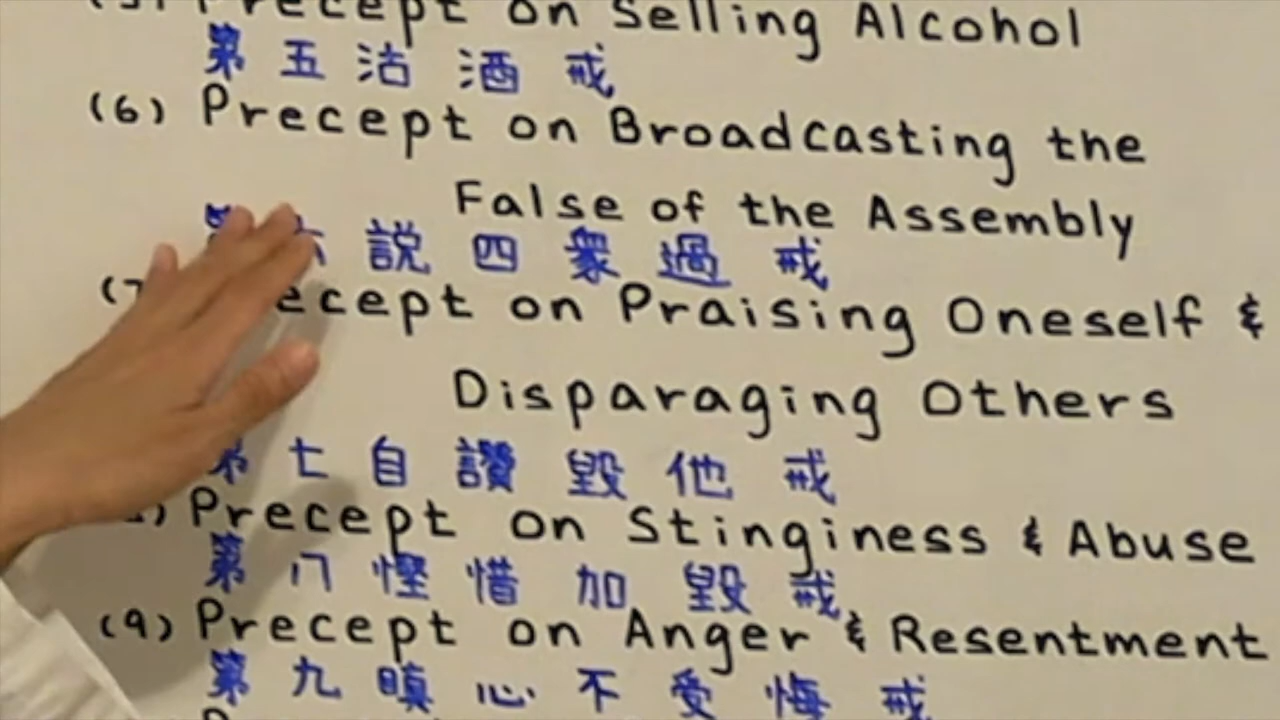 Precept on Selling Alcohol
第五沽酒戒
(6) Precept on Broadcasting the
False of the Assembly
說四衆過戒
on Praising Oneself &
Disparaging Others
第七自讚毀他戒
Precept on Stinginess & Abuse
第八慳惜加毀戒
(9) Precept on Anger & Resentment
第九瞋心不受悔戒